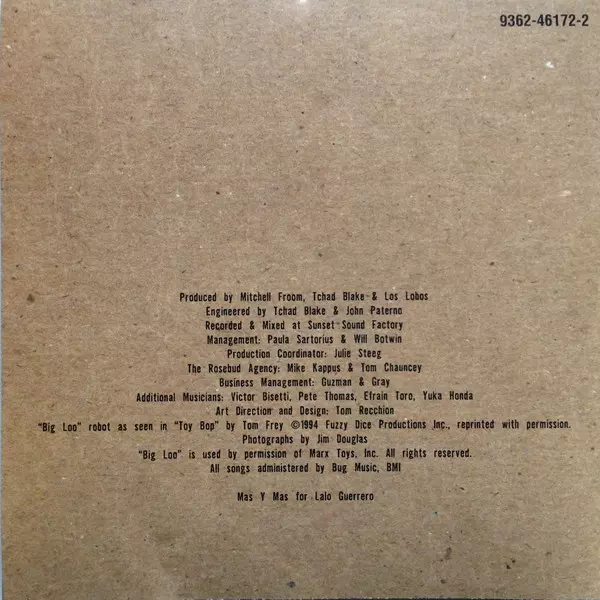 9362-46172-2
Produced by Mitchell Froom, Tchad Blake & Los Lobos
Engineered by Tchad Blake & John Paterno
Recorded & Mixed at Sunset Sound Factory
Management: Paula Sartorius & Will Botwin
Production Coordinator: Julie Steeg
The Rosebud Agency: Mike Kappus & Tom Chauncey
Business Management: Guzman & Gray
Additional Musicians: Victor Bisetti, Pete Thomas, Efrain Toro, Yuka Honda
Art Direction and Design: Tom Recchion
"Big Loo" robot as seen in "Toy Bop" by Tom Frey ©1994 Fuzzy Dice Productions Inc., reprinted with permission.
Photographs by Jim Douglas
"Big Loo" is used by permission of Marx Toys, Inc. All rights reserved.
All songs administered by Bug Music, BMI
Mas Y Mas for Lalo Guerrero